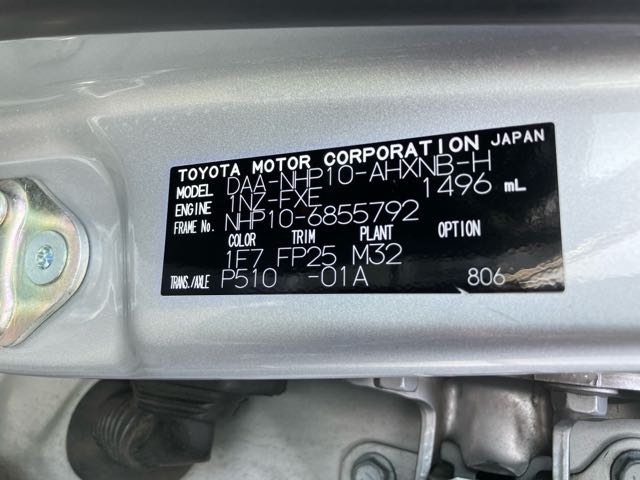 TOYOTA MOTOR CORPORATION JAPAN
MODEL DAA-NHP10-AHXNB-H
ENGINE 1NZ-FXE 1496 mL
FRAME No. NHP10-6855792
COLOR TRIM PLANT OPTION
1F7 FP25 M32
TRANS./AXLE P510 -01A 806